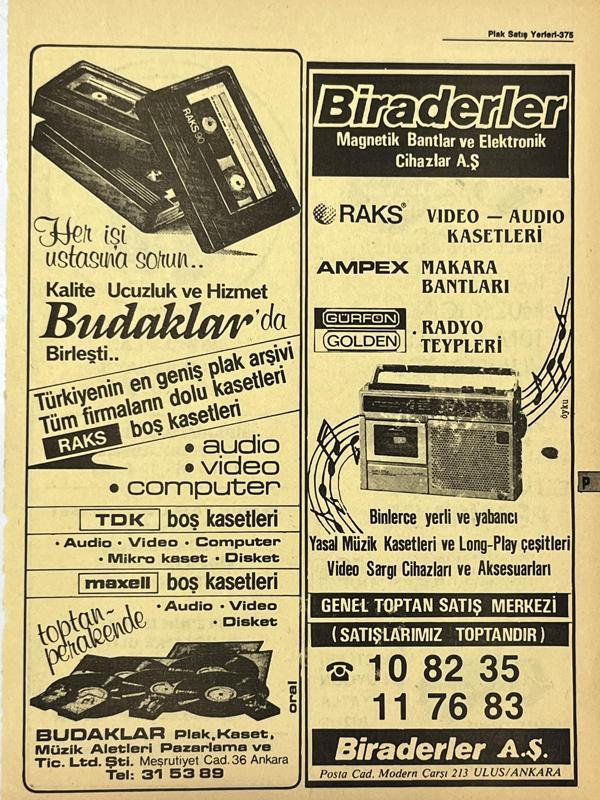 Plak Satış Yerleri-375
RAKS 90
Her işi
ustasına sorun..
Kalite Ucuzluk ve Hizmet
Budaklar'da
Birleşti..
Türkiyenin en geniş plak arşivi
Tüm firmaların dolu kasetleri
RAKS boş kasetleri
• audio
• video
• computer
TDK boş kasetleri
• Audio • Video • Computer
• Mikro kaset • Disket
maxell boş kasetleri
• Audio • Video
• Disket
toptan-
perakende
oral
BUDAKLAR Plak, Kaset,
Müzik Aletleri Pazarlama ve
Tic. Ltd. Şti. Meşrutiyet Cad. 36 Ankara
Tel: 31 53 89
Biraderler
Magnetik Bantlar ve Elektronik
Cihazlar A.Ş
RAKS® VIDEO — AUDIO
KASETLERİ
AMPEX MAKARA
BANTLARI
GÜRFON
GOLDEN
. RADYO
TEYPLERİ
öyku
P
Binlerce yerli ve yabancı
Yasal Müzik Kasetleri ve Long-Play çeşitleri
Video Sargı Cihazları ve Aksesuarları
GENEL TOPTAN SATIŞ MERKEZİ
(SATIŞLARIMIZ TOPTANDIR)
☎ 10 82 35
11 76 83
Biraderler A.Ş.
Posta Cad. Modern Carşı 213 ULUS/ANKARA